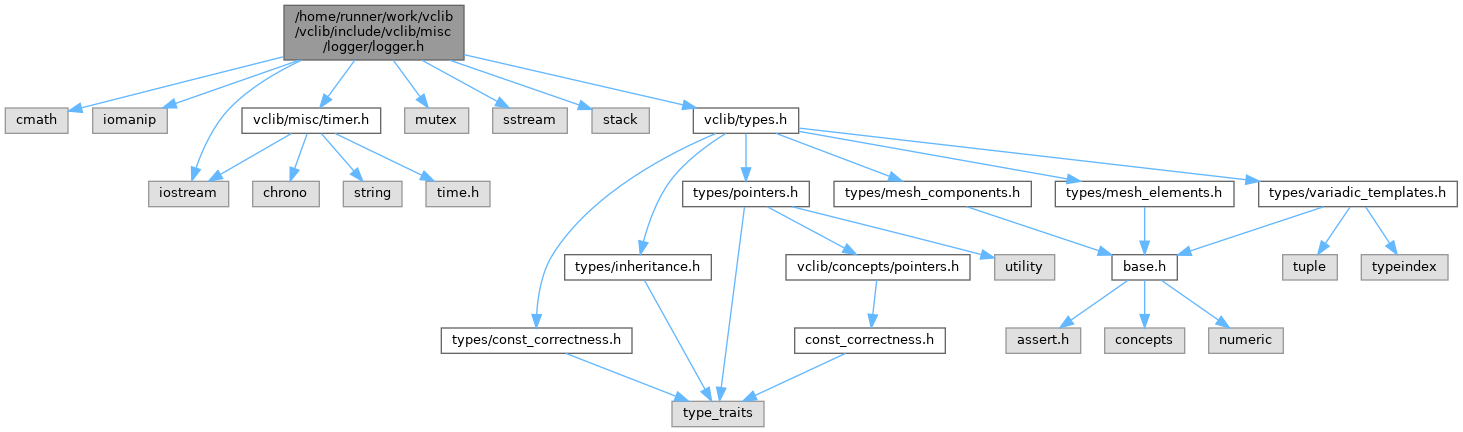 /home/runner/work/vclib
/vclib/include/vclib/misc
/logger/logger.h
cmath
iomanip
vclib/misc/timer.h
mutex
sstream
stack
vclib/types.h
iostream
chrono
string
time.h
types/pointers.h
types/mesh_components.h
types/mesh_elements.h
types/variadic_templates.h
types/inheritance.h
vclib/concepts/pointers.h
utility
base.h
tuple
typeindex
types/const_correctness.h
const_correctness.h
assert.h
concepts
numeric
type_traits